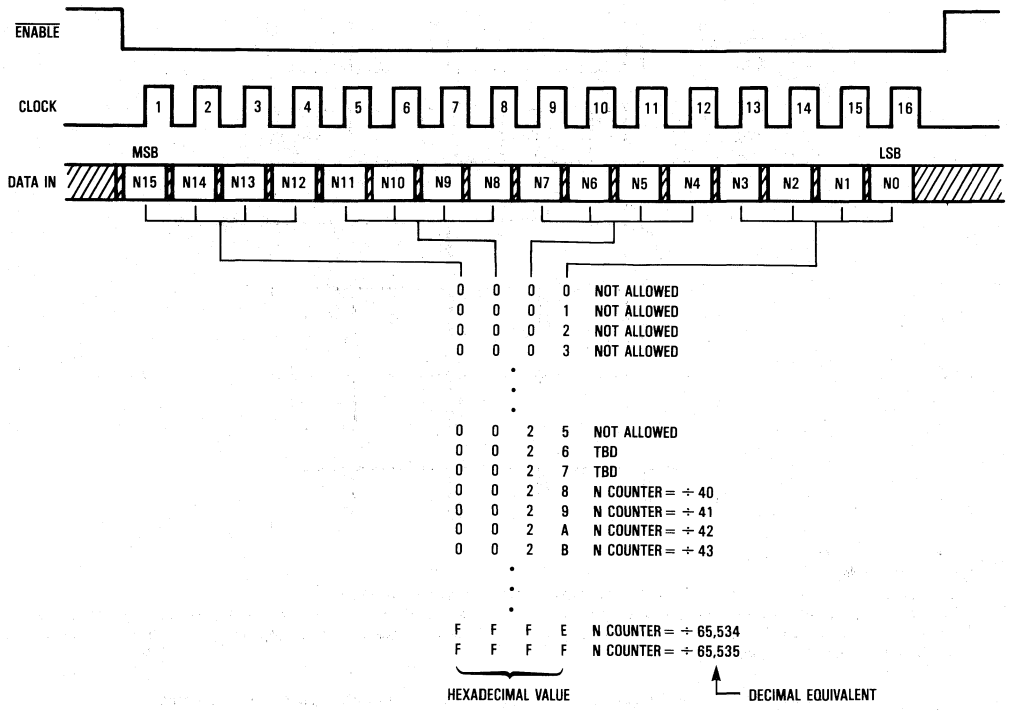 ENABLE
CLOCK 1 2 3 4 5 6 7 8 9 10 11 12 13 14 15 16
MSB LSB
DATA IN N15 N14 N13 N12 N11 N10 N9 N8 N7 N6 N5 N4 N3 N2 N1 N0
0 0 0 0 NOT ALLOWED
0 0 0 1 NOT ALLOWED
0 0 0 2 NOT ALLOWED
0 0 0 3 NOT ALLOWED
0 0 2 5 NOT ALLOWED
0 0 2 6 TBD
0 0 2 7 TBD
0 0 2 8 N COUNTER = ÷ 40
0 0 2 9 N COUNTER = ÷ 41
0 0 2 A N COUNTER = ÷ 42
0 0 2 B N COUNTER = ÷ 43
F F F E N COUNTER = ÷ 65,534
F F F F N COUNTER = ÷ 65,535
HEXADECIMAL VALUE DECIMAL EQUIVALENT